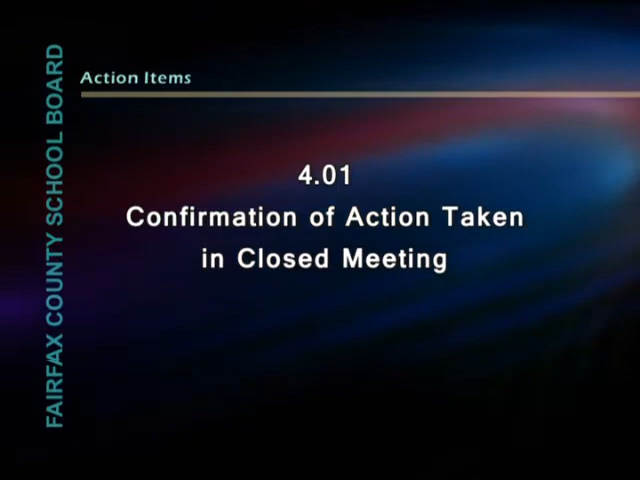 Action Items
FAIRFAX COUNTY SCHOOL BOARD
4.01
Confirmation of Action Taken
in Closed Meeting